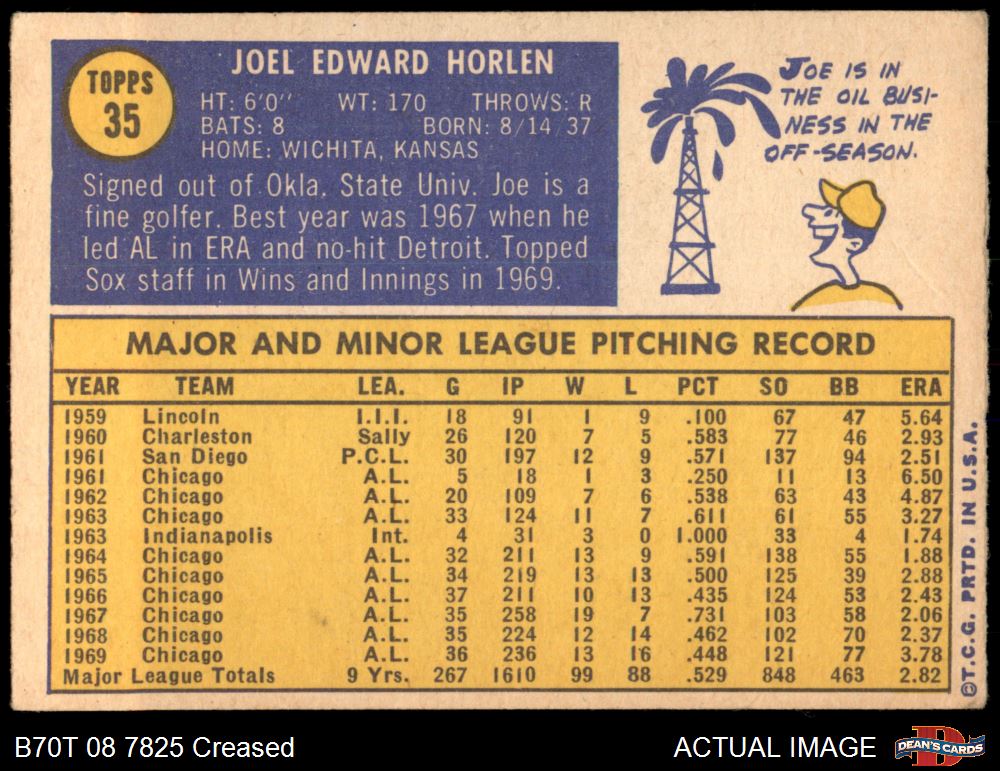 TOPPS
35
JOEL EDWARD HORLEN
HT: 6'0" WT: 170 THROWS: R
BATS: 8 BORN: 8/14/37
HOME: WICHITA, KANSAS
Signed out of Okla. State Univ. Joe is a
fine golfer. Best year was 1967 when he
led AL in ERA and no-hit Detroit. Topped
Sox staff in Wins and Innings in 1969.
JOE IS IN
THE OIL BUSI-
NESS IN THE
OFF-SEASON.
MAJOR AND MINOR LEAGUE PITCHING RECORD
YEAR TEAM LEA. G IP W L PCT SO BB ERA
1959 Lincoln I.I.I. 18 91 1 9 .100 67 47 5.64
1960 Charleston Sally 26 120 7 5 .583 77 46 2.93
1961 San Diego P.C.L. 30 197 12 9 .571 137 94 2.51
1961 Chicago A.L. 5 18 1 3 .250 11 13 6.50
1962 Chicago A.L. 20 109 7 6 .538 63 43 4.87
1963 Chicago A.L. 33 124 11 7 .611 61 55 3.27
1963 Indianapolis Int. 4 31 3 0 1.000 33 4 1.74
1964 Chicago A.L. 32 211 13 9 .591 138 55 1.88
1965 Chicago A.L. 34 219 13 13 .500 125 39 2.88
1966 Chicago A.L. 37 211 10 13 .435 124 53 2.43
1967 Chicago A.L. 35 258 19 7 .731 103 58 2.06
1968 Chicago A.L. 35 224 12 14 .462 102 70 2.37
1969 Chicago A.L. 36 236 13 16 .448 121 77 3.78
Major League Totals 9 Yrs. 267 1610 99 88 .529 848 463 2.82
©T.C.G. PRTD. IN U.S.A.
B70T 08 7825 Creased
ACTUAL IMAGE
DEAN'S CARDS